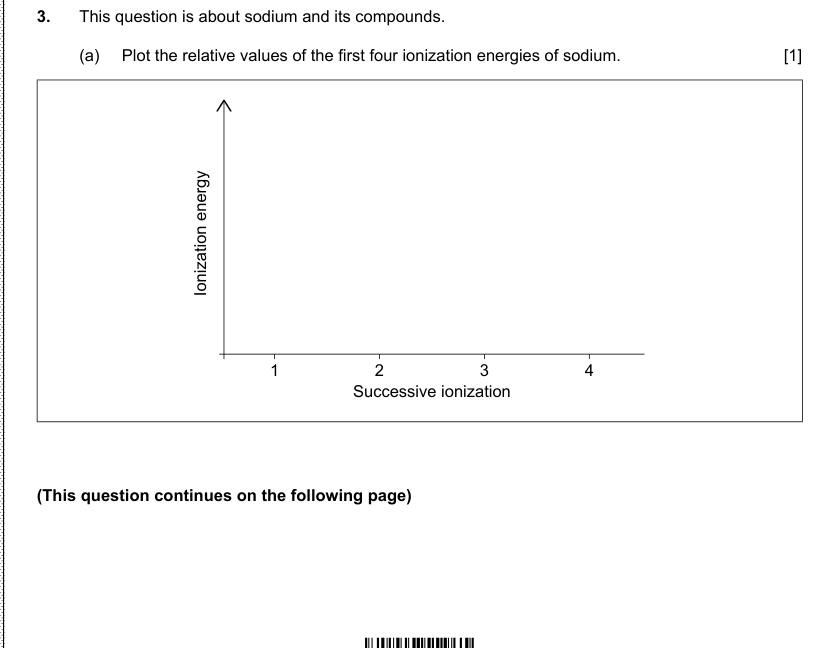 3. This question is about sodium and its compounds.
(a) Plot the relative values of the first four ionization energies of sodium. [1]
Ionization energy
1 2 3 4
Successive ionization
(This question continues on the following page)